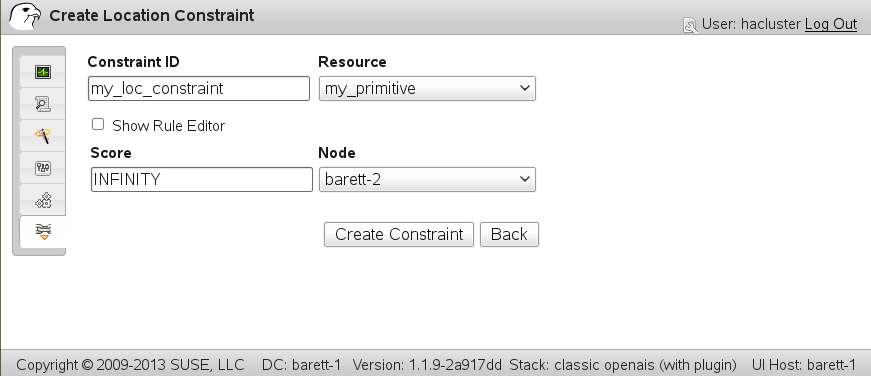 Create Location Constraint
User: hacluster Log Out
Constraint ID Resource
my_loc_constraint my_primitive
Show Rule Editor
Score Node
INFINITY barett-2
Create Constraint Back
Copyright © 2009-2013 SUSE, LLC DC: barett-1 Version: 1.1.9-2a917dd Stack: classic openais (with plugin) UI Host: barett-1